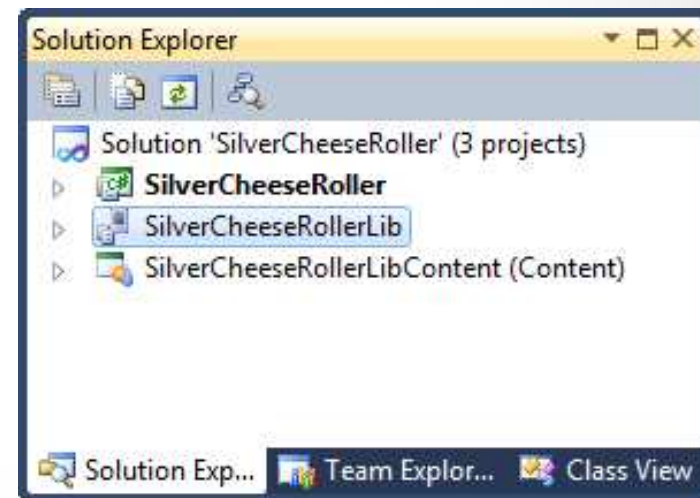 Solution Explorer
Solution 'SilverCheeseRoller' (3 projects)
C# SilverCheeseRoller
SilverCheeseRollerLib
SilverCheeseRollerLibContent (Content)
Solution Exp... Team Explor... Class View